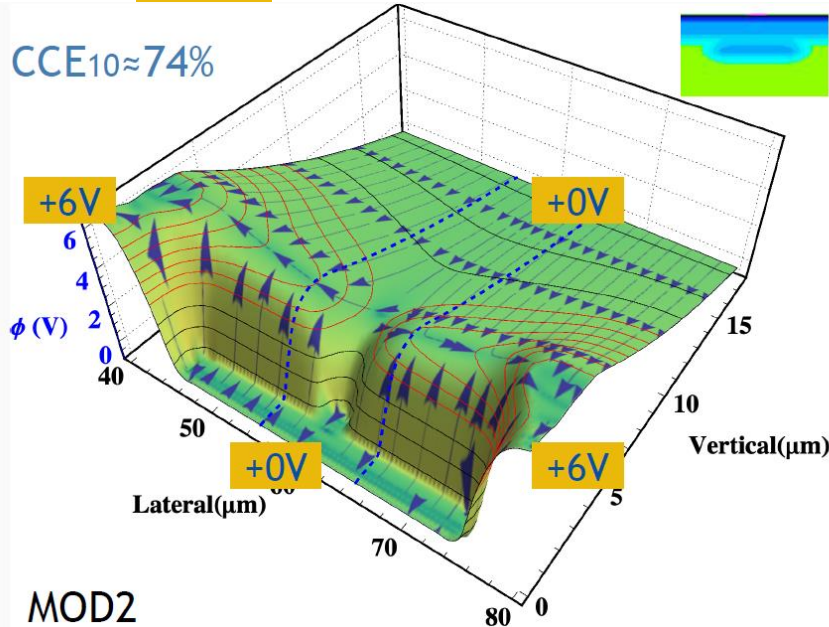 CCE10≈74%
+6V
+0V
6
4
2
0
ϕ (V)
40
50
70
80
0
5
10
15
Vertical(μm)
+0V
+6V
Lateral(μm)
MOD2